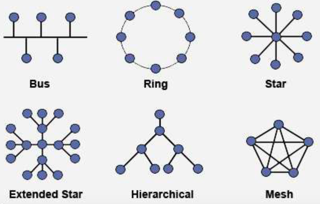 Bus
Ring
Star
Extended Star
Hierarchical
Mesh